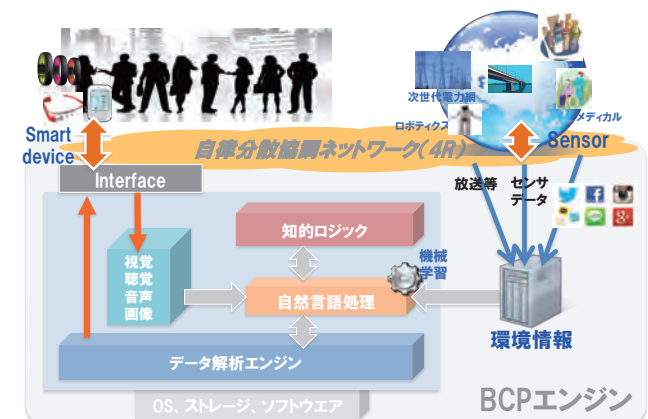 次世代電力網
ロボティクス
メディカル
Smart
device
Sensor
自律分散協調ネットワーク(4R)
Interface
放送等
センサ
データ
知的ロジック
機械
学習
視覚
聴覚
音声
画像
自然言語処理
環境情報
データ解析エンジン
BCPエンジン
OS、ストレージ、ソフトウエア